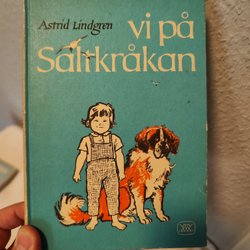 Astrid Lindgren
vi på
Saltkråkan